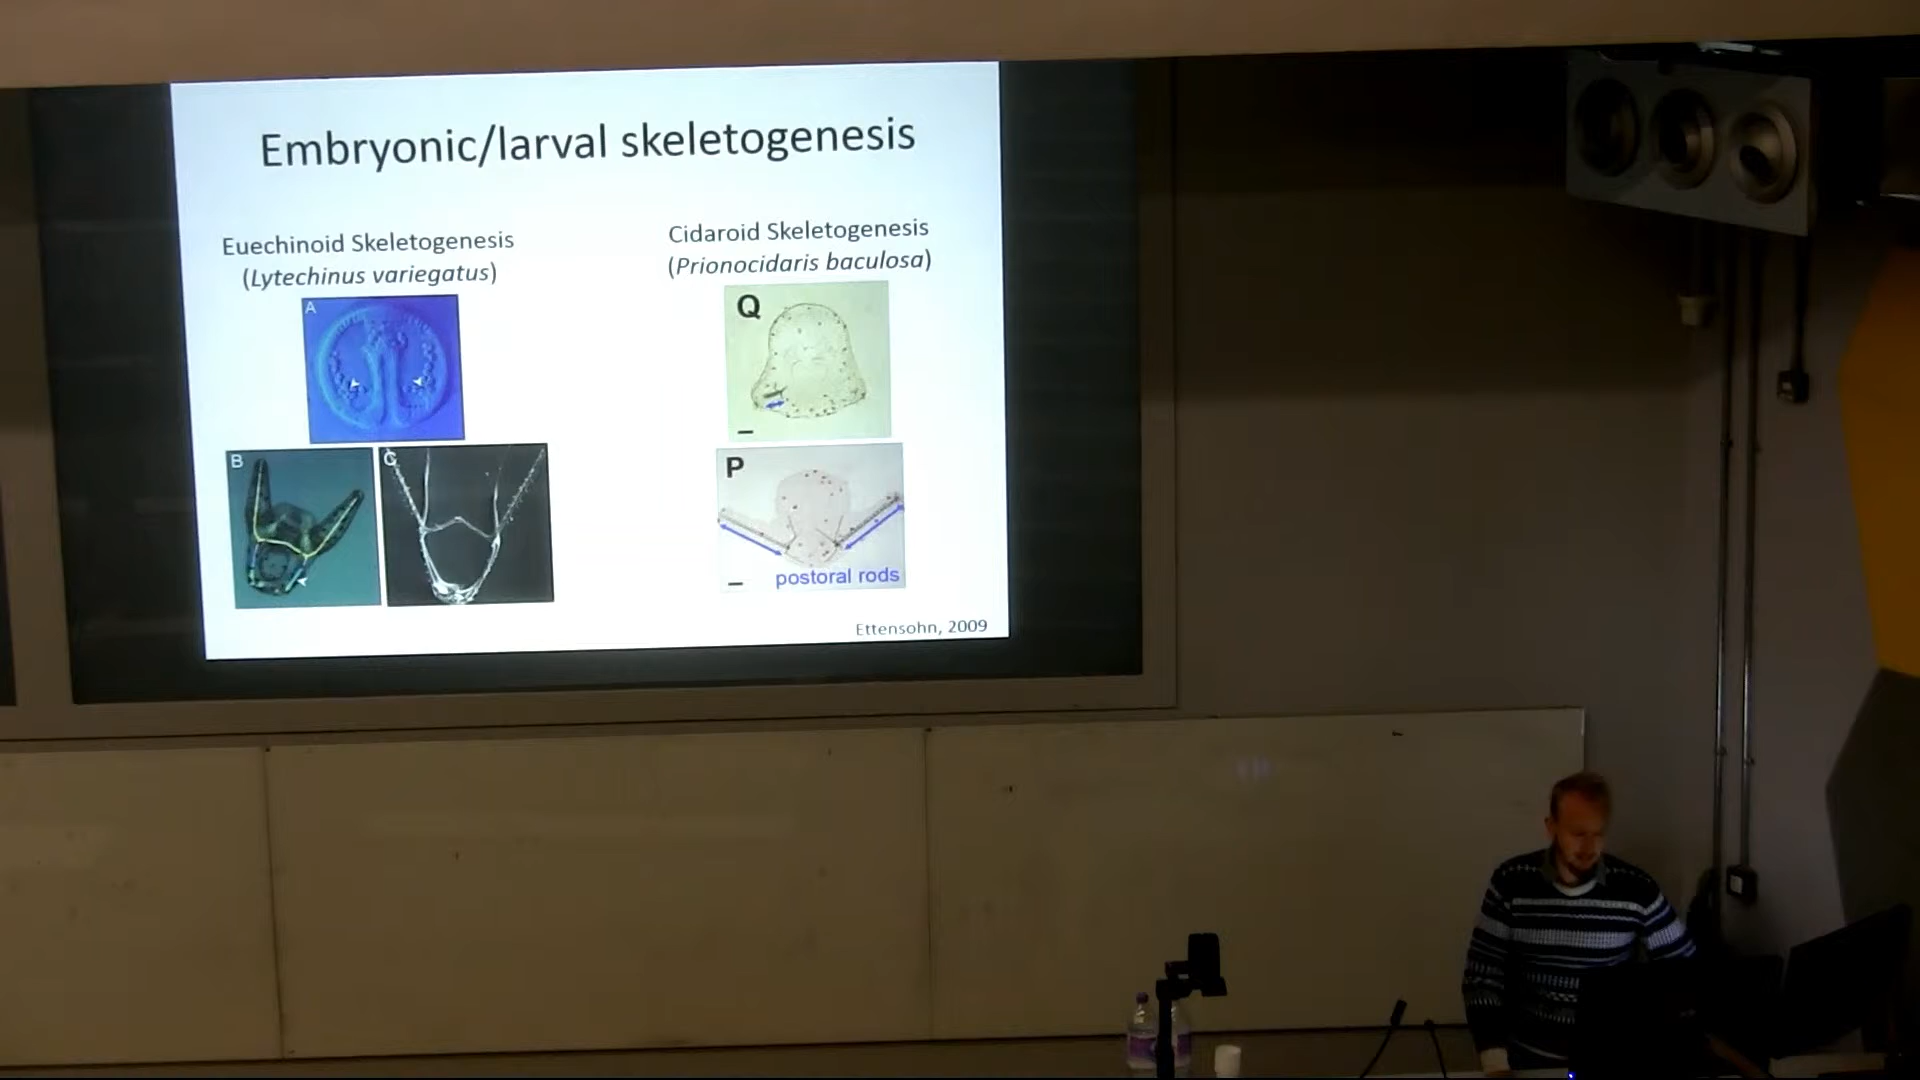 Embryonic/larval skeletogenesis
Euechinoid Skeletogenesis
(Lytechinus variegatus)
A
B
C
Cidaroid Skeletogenesis
(Prionocidaris baculosa)
Q
P
postoral rods
Ettensohn, 2009